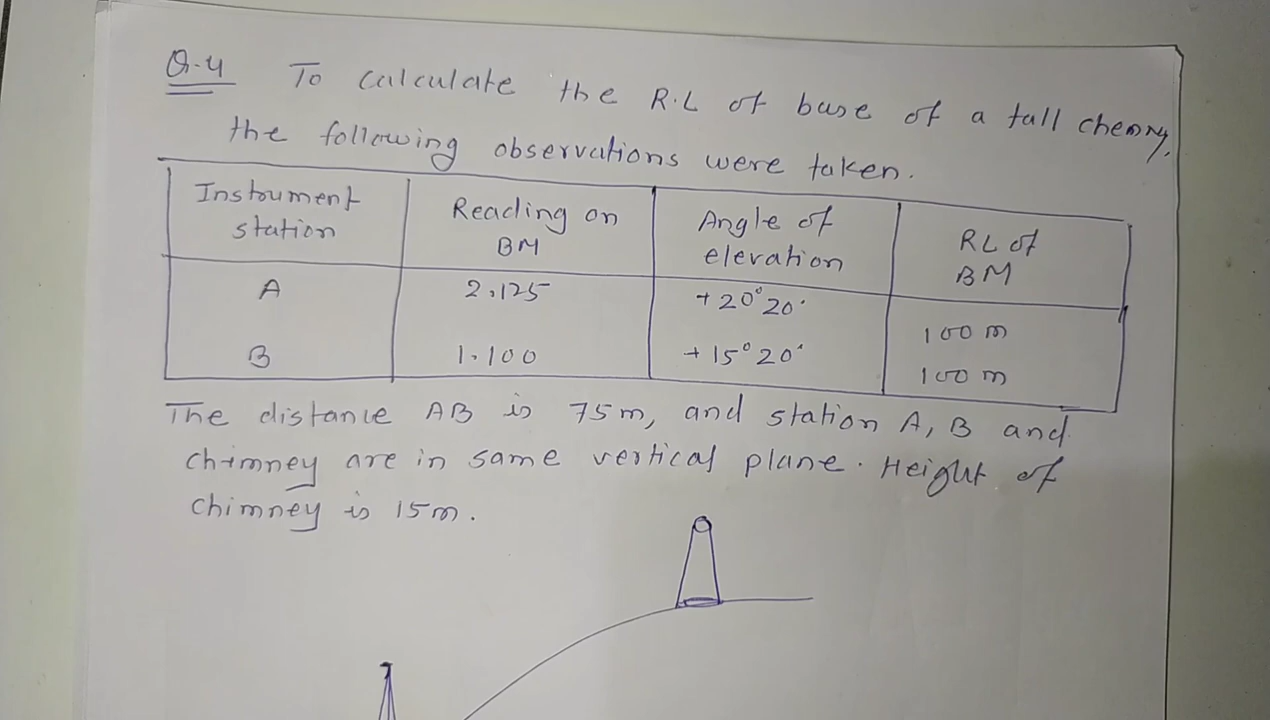 Q.4 To calculate the R.L of base of a tall chemny,
the following observations were taken.
Instrument station Reading on BM Angle of elevation RL of BM
A 2.125 +20°20' 100 m
B 1.100 +15°20' 100 m
The distance AB is 75m, and station A, B and
chimney are in same vertical plane. Height of
chimney is 15m.